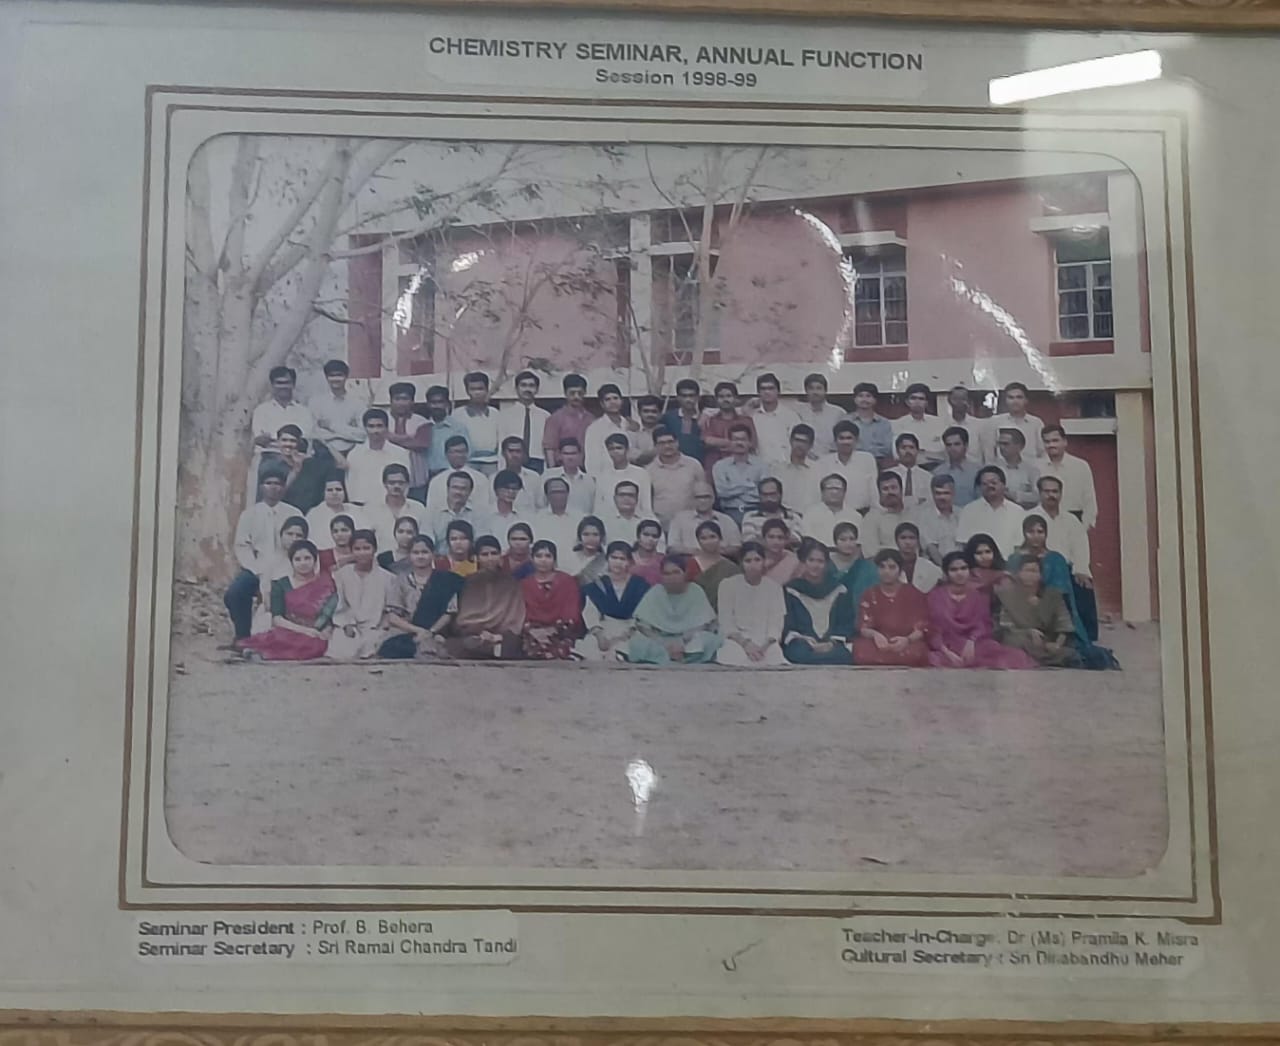 CHEMISTRY SEMINAR, ANNUAL FUNCTION
Session 1998-99
Seminar President : Prof. B. Behera
Seminar Secretary : Sri Ramai Chandra Tandi
Teacher-in-Charge: Dr (Ms) Pramila K. Misra
Cultural Secretary : Sri Dinabandhu Meher